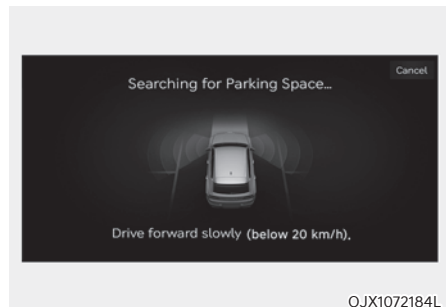 Cancel
Searching for Parking Space...
Drive forward slowly (below 20 km/h).
OJX1072184L